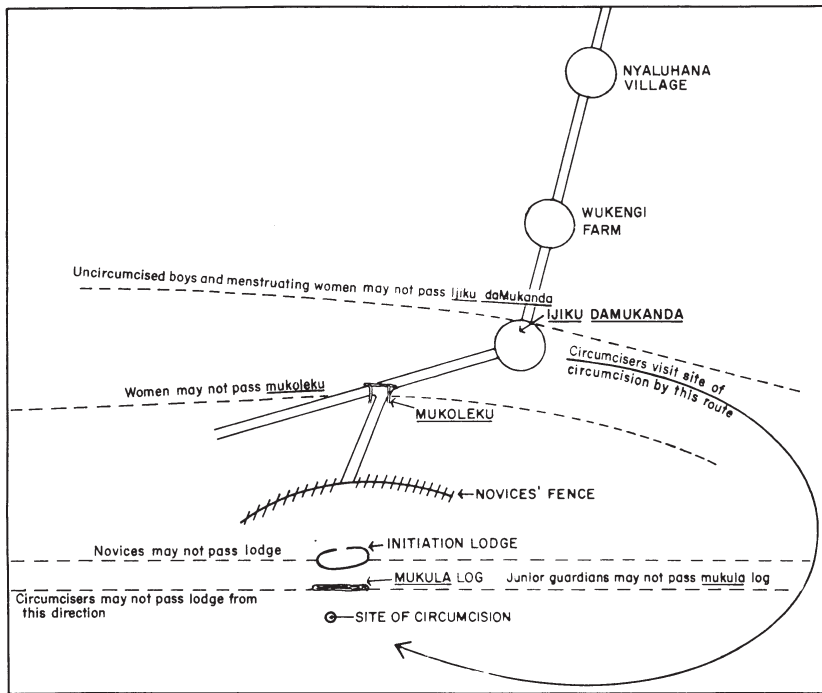 NYALUHANA
VILLAGE
WUKENGI
FARM
Uncircumcised boys and menstruating women may not pass Ijiku daMukanda
IJIKU DAMUKANDA
Circumcisers visit site of
circumcision by this route
Women may not pass mukoleku
MUKOLEKU
NOVICES' FENCE
INITIATION LODGE
Novices may not pass lodge
MUKULA LOG
Junior guardians may not pass mukula log
Circumcisers may not pass lodge from
this direction
SITE OF CIRCUMCISION